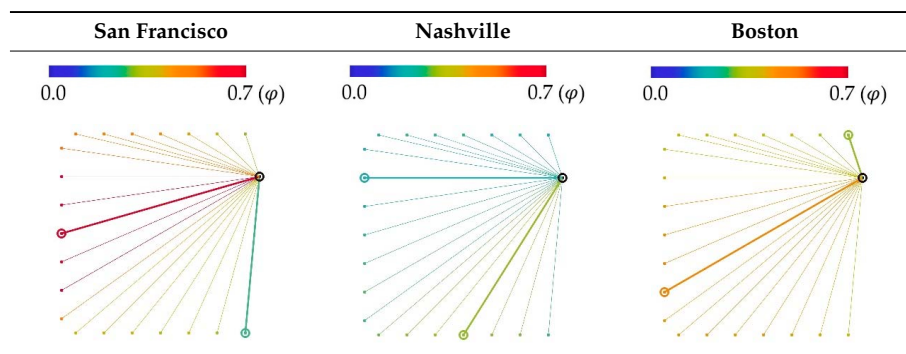 San Francisco Nashville Boston
0.0 0.7 (φ) 0.0 0.7 (φ) 0.0 0.7 (φ)